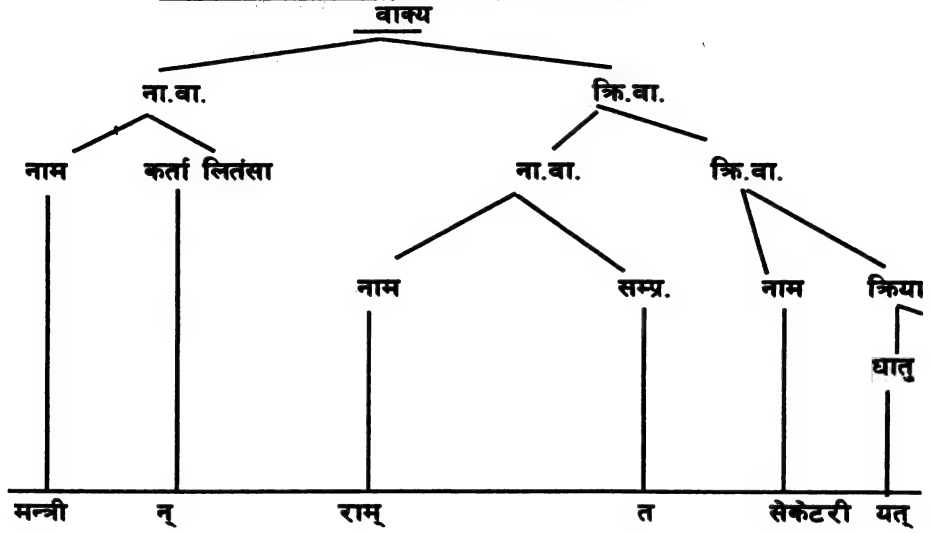 वाक्य
ना.वा. क्रि.वा.
नाम कर्ता लितंसा ना.वा. क्रि.वा.
नाम सम्प्र. नाम क्रिया
धातु
मन्त्री न् राम् त सेकेटरी यत्